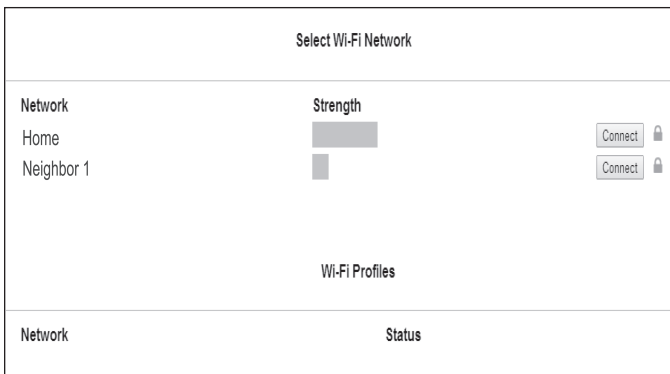 Select Wi-Fi Network
Network Strength
Home Connect
Neighbor 1 Connect
Wi-Fi Profiles
Network Status